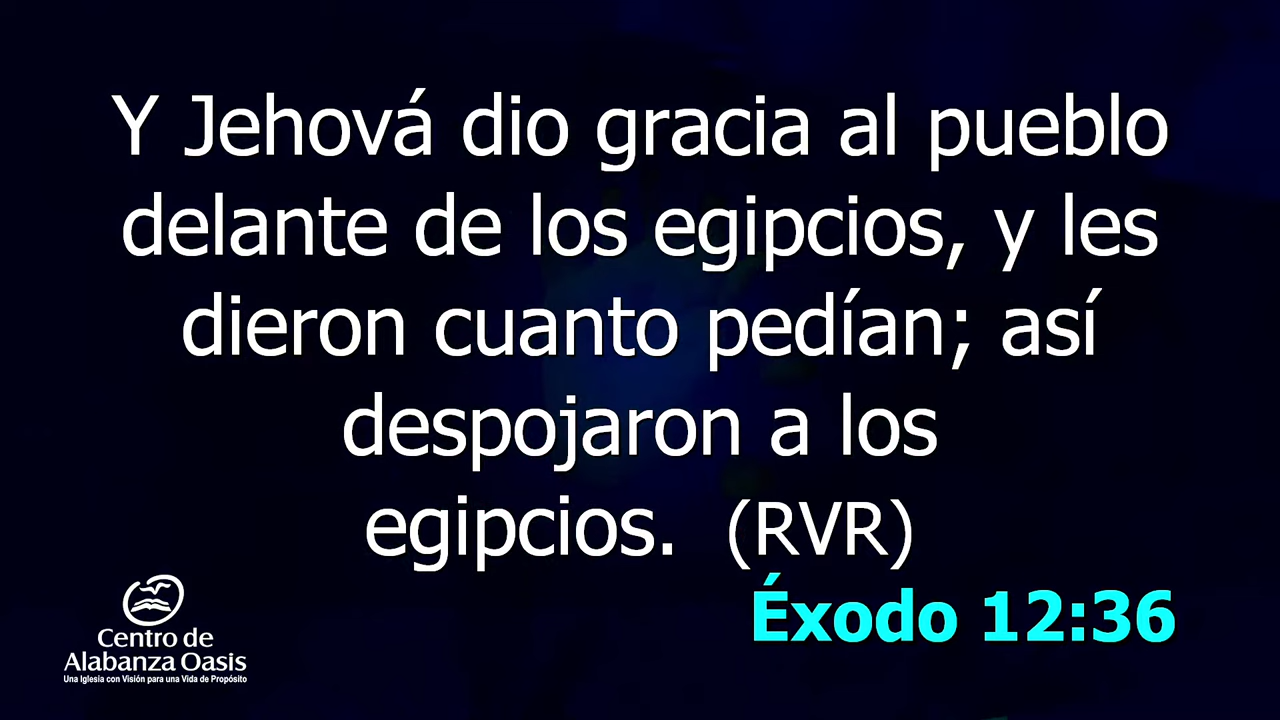 Y Jehová dio gracia al pueblo
delante de los egipcios, y les
dieron cuanto pedían; así
despojaron a los
egipcios.  (RVR)
Éxodo 12:36
Centro de
Alabanza Oasis
Una Iglesia con Visión para una Vida de Propósito